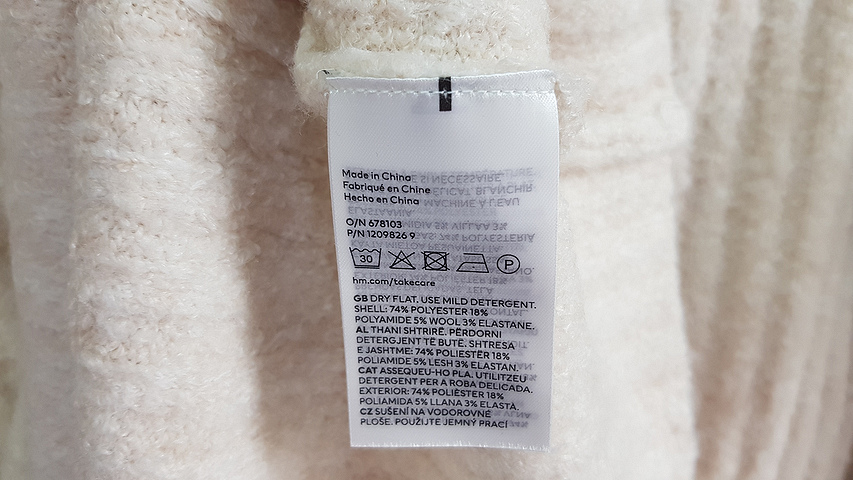 Made in China
Fabriqué en Chine
Hecho en China
O/N 678103
P/N 1209826 9
30 P
hm.com/takecare
GB DRY FLAT. USE MILD DETERGENT.
SHELL: 74% POLYESTER 18%
POLYAMIDE 5% WOOL 3% ELASTANE.
AL THANI SHTRIRË. PËRDORNI
DETERGJENT TË BUTË. SHTRESA
E JASHTME: 74% POLIESTËR 18%
POLIAMIDE 5% LESH 3% ELASTAN.
CAT ASSEQUEU-HO PLA. UTILITZEU
DETERGENT PER A ROBA DELICADA.
EXTERIOR: 74% POLIÈSTER 18%
POLIAMIDA 5% LLANA 3% ELASTÀ.
CZ SUŠENÍ NA VODOROVNÉ
PLOŠE. POUŽIJTE JEMNÝ PRACÍ